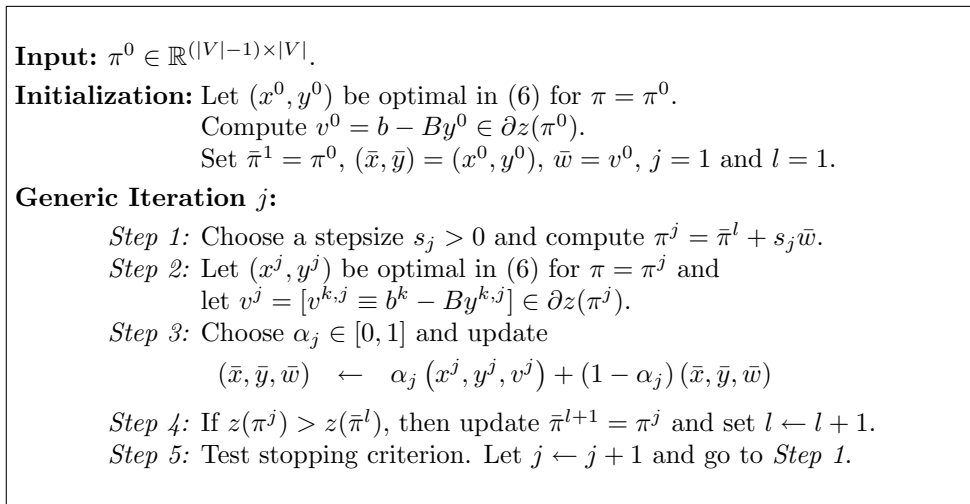 Input: π⁰ ∈ ℝ^{(|V|−1)×|V|}.
Initialization: Let (x⁰, y⁰) be optimal in (6) for π = π⁰.
Compute v⁰ = b − By⁰ ∈ ∂z(π⁰).
Set π̄¹ = π⁰, (x̄, ȳ) = (x⁰, y⁰), w̄ = v⁰, j = 1 and l = 1.
Generic Iteration j:
Step 1: Choose a stepsize s_j > 0 and compute π^j = π̄^l + s_j w̄.
Step 2: Let (x^j, y^j) be optimal in (6) for π = π^j and
let v^j = [v^{k,j} ≡ b^k − By^{k,j}] ∈ ∂z(π^j).
Step 3: Choose α_j ∈ [0, 1] and update
(x̄, ȳ, w̄) ← α_j (x^j, y^j, v^j) + (1 − α_j) (x̄, ȳ, w̄)
Step 4: If z(π^j) > z(π̄^l), then update π̄^{l+1} = π^j and set l ← l + 1.
Step 5: Test stopping criterion. Let j ← j + 1 and go to Step 1.